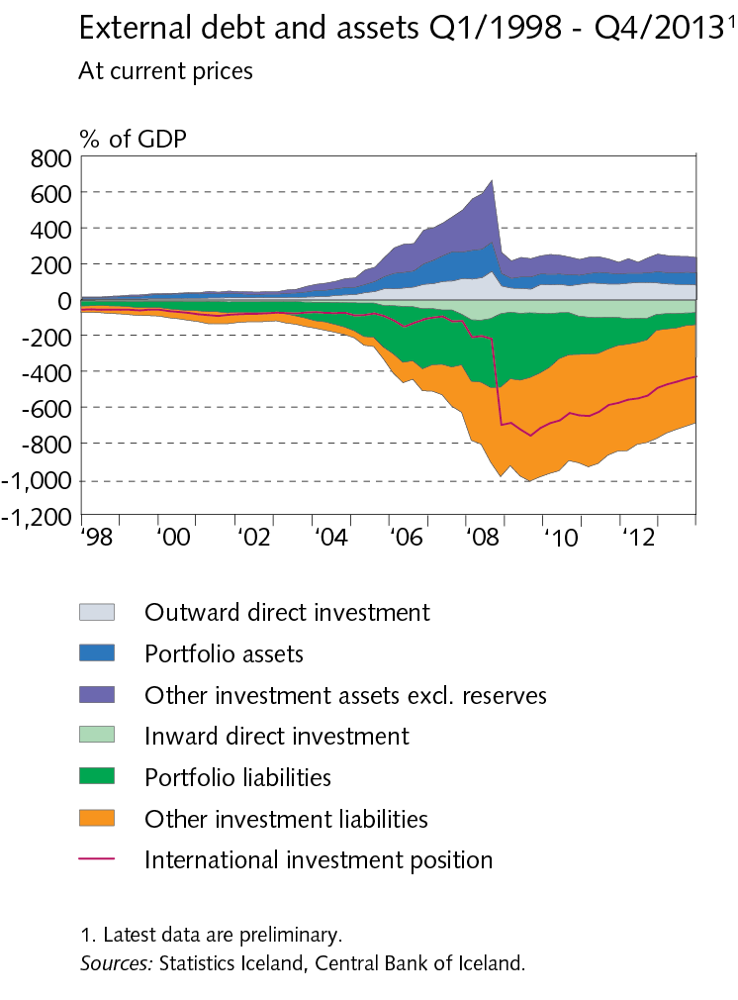 External debt and assets Q1/1998 - Q4/2013¹
At current prices
% of GDP
800
600
400
200
0
-200
-400
-600
-800
-1,000
-1,200
‘98 ‘00 ‘02 ‘04 ‘06 ‘08 ‘10 ‘12
Outward direct investment
Portfolio assets
Other investment assets excl. reserves
Inward direct investment
Portfolio liabilities
Other investment liabilities
International investment position
1. Latest data are preliminary.
Sources: Statistics Iceland, Central Bank of Iceland.